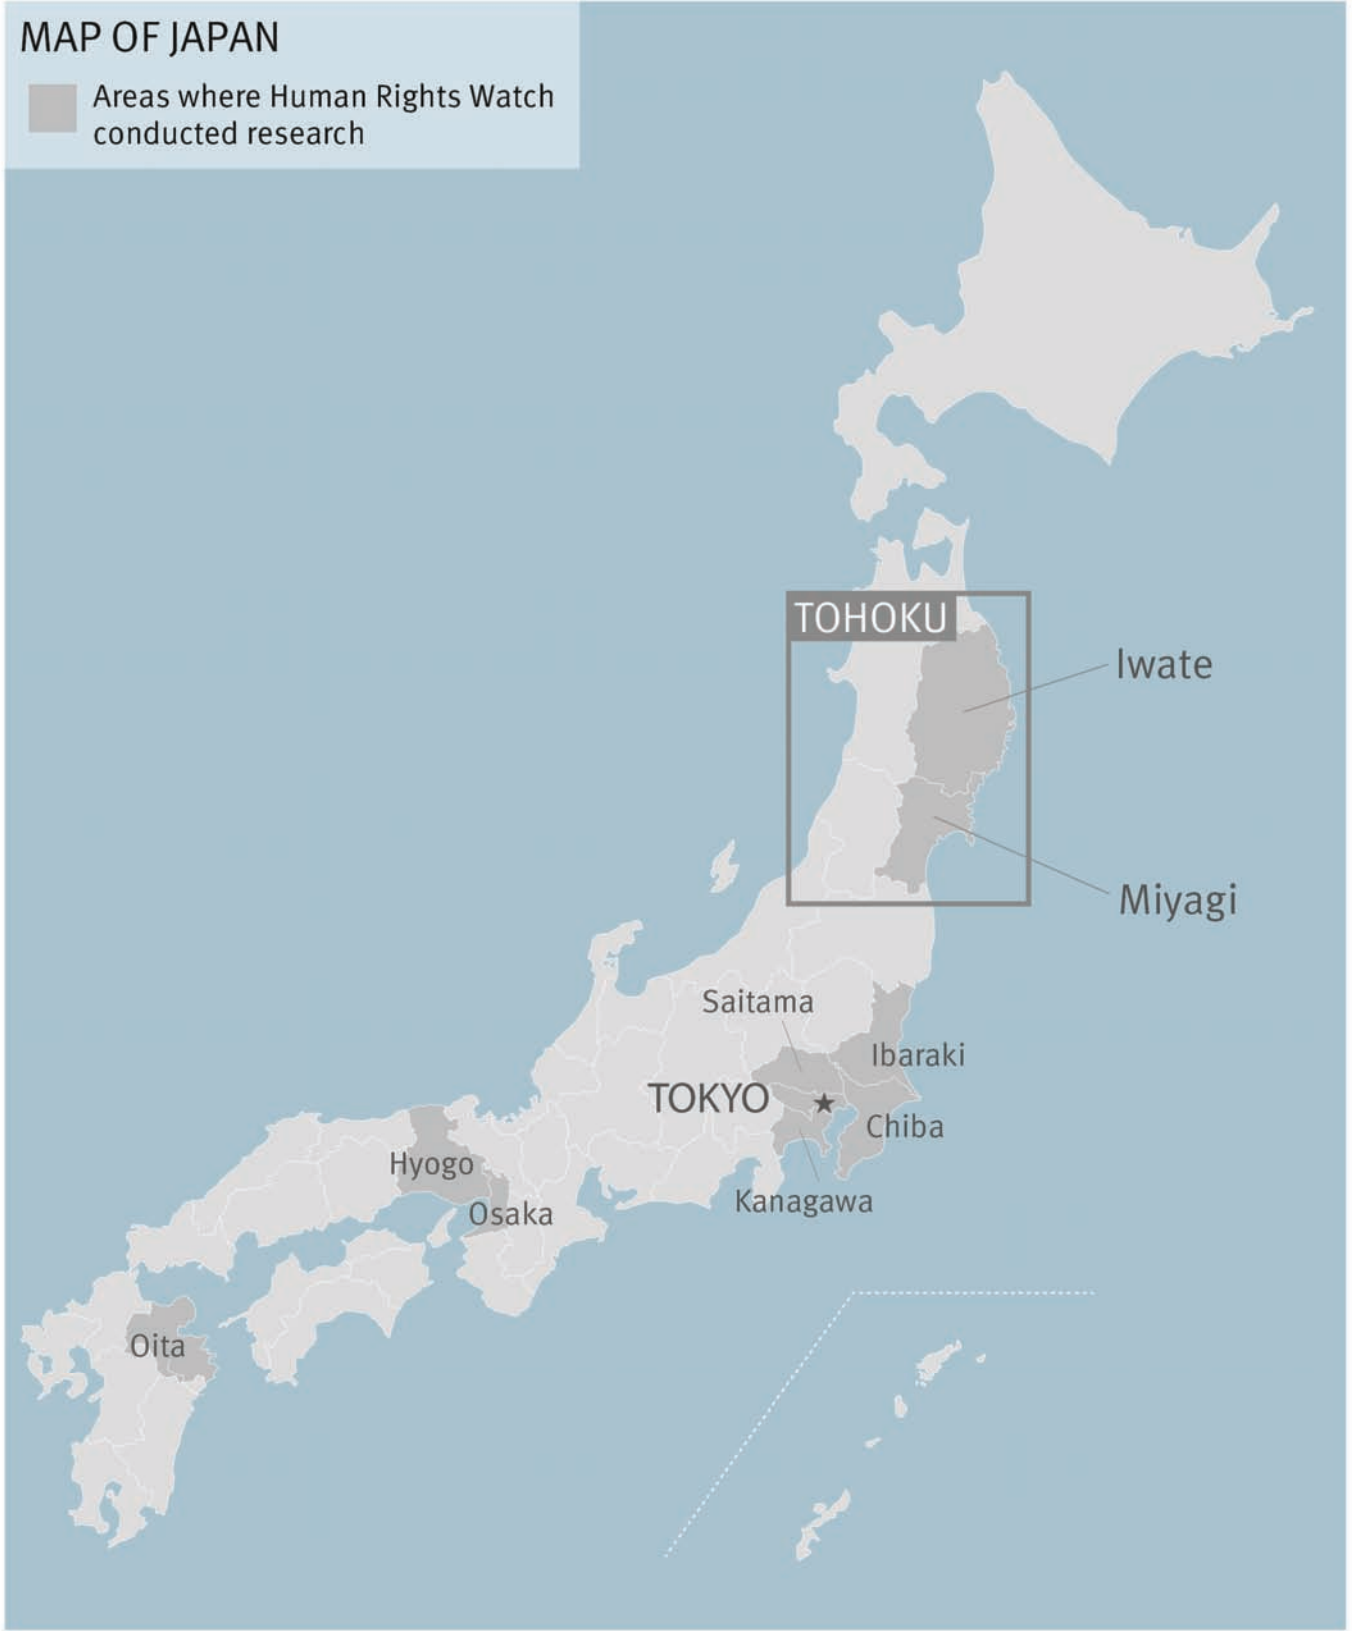 MAP OF JAPAN
Areas where Human Rights Watch
conducted research
TOHOKU
Iwate
Miyagi
Saitama
Ibaraki
TOKYO
Chiba
Hyogo
Kanagawa
Osaka
Oita